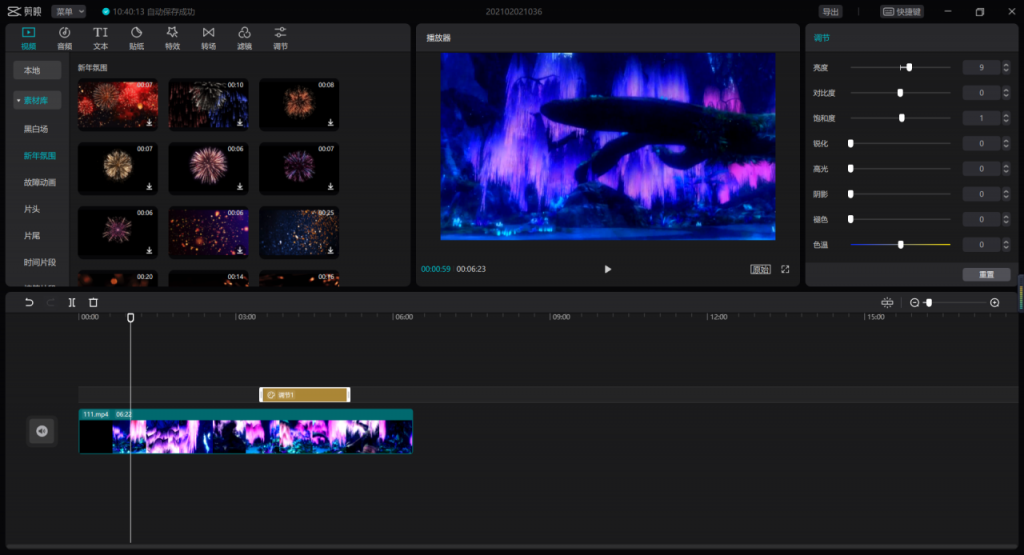 剪映 菜单 10:40:13 自动保存成功 202102021036 导出 快捷键
视频 音频 文本 贴纸 特效 转场 滤镜 调节
本地
素材库
黑白场
新年氛围
故障动画
片头
片尾
时间片段
新年氛围
00:07 00:10 00:08
00:07 00:06 00:07
00:06 00:06 00:25
00:20 00:14 00:16
播放器
00:00:59 00:06:23 原始
调节
亮度 9
对比度 0
饱和度 1
锐化 0
高光 0
阴影 0
褪色 0
色温 0
重置
00:00 03:00 06:00 09:00 12:00 15:00
调节1
111.mp4 06:22